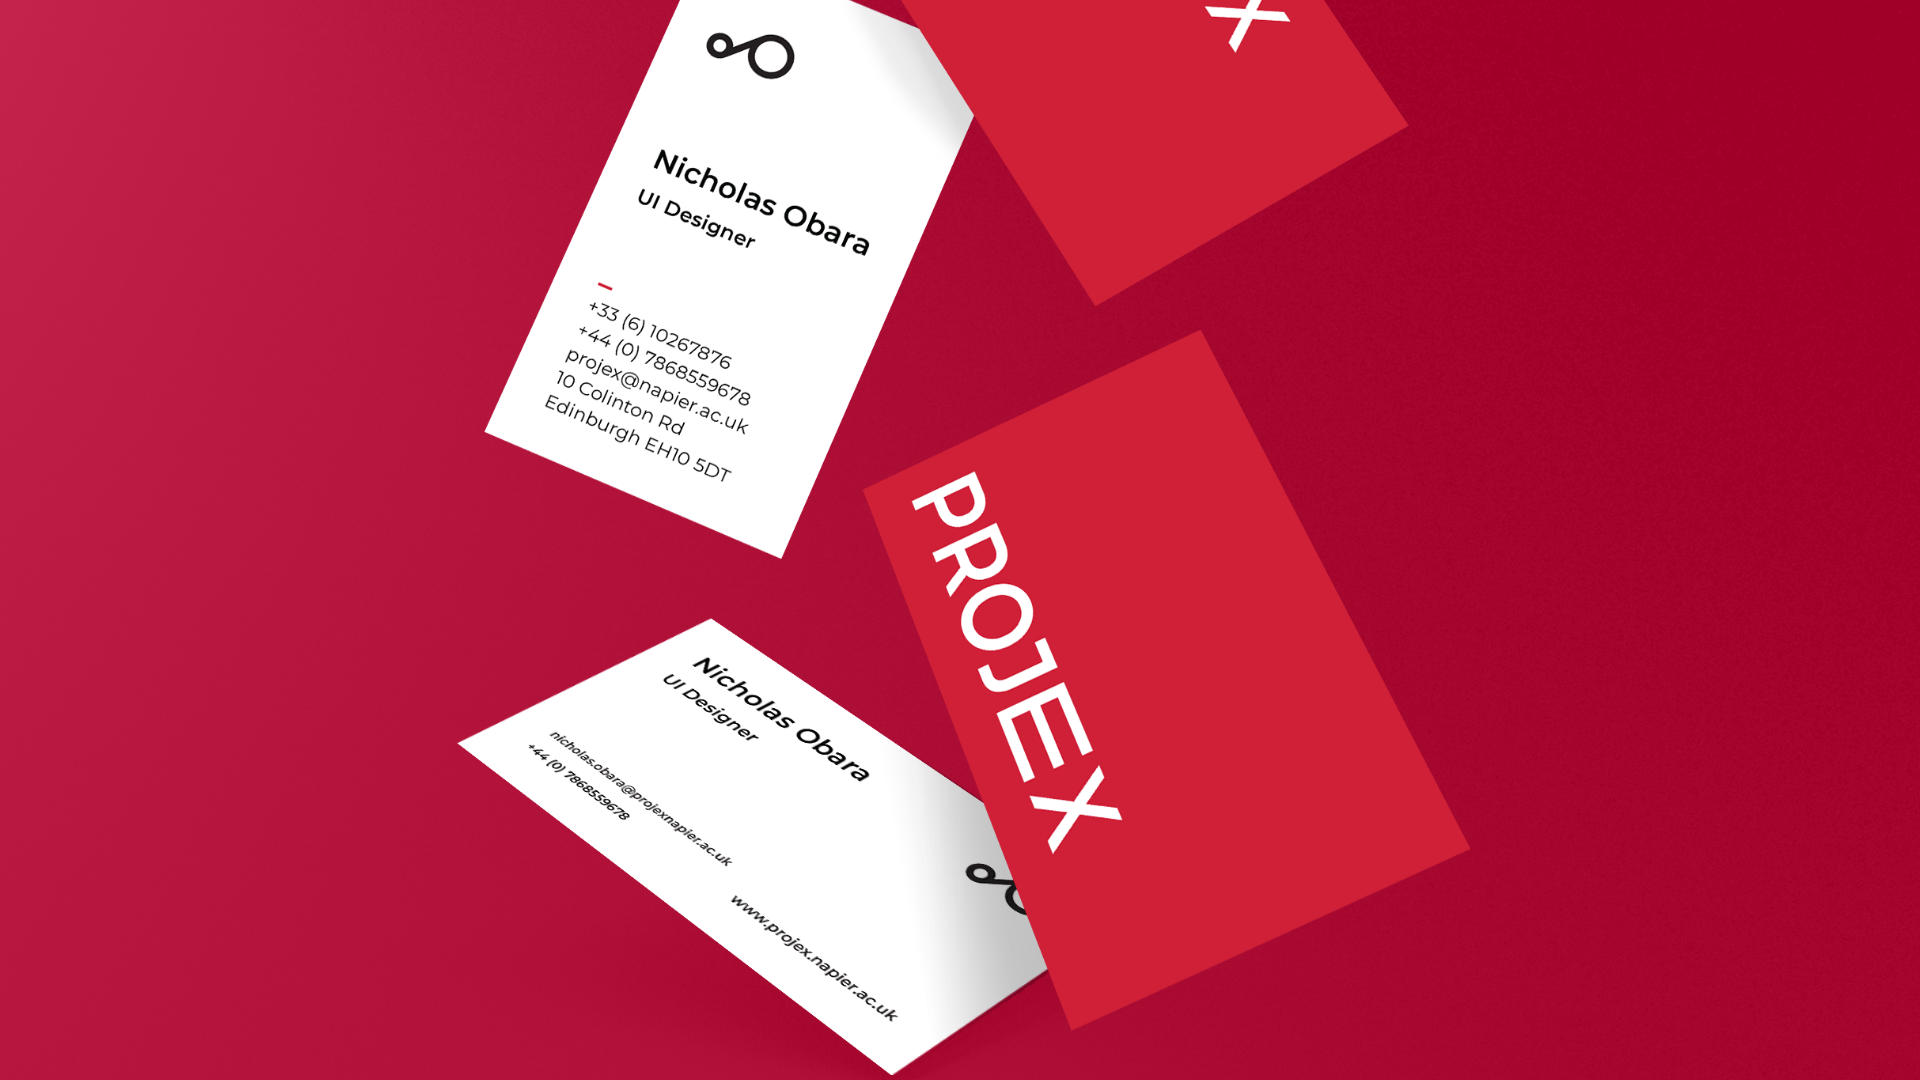 Nicholas Obara
UI Designer
+33 (6) 10267876
+44 (0) 7868559678
projex@napier.ac.uk
10 Colinton Rd
Edinburgh EH10 5DT
X
PROJEX
Nicholas Obara
UI Designer
nicholas.obara@projexnapier.ac.uk
+44 (0) 7868559678
www.projex.napier.ac.uk